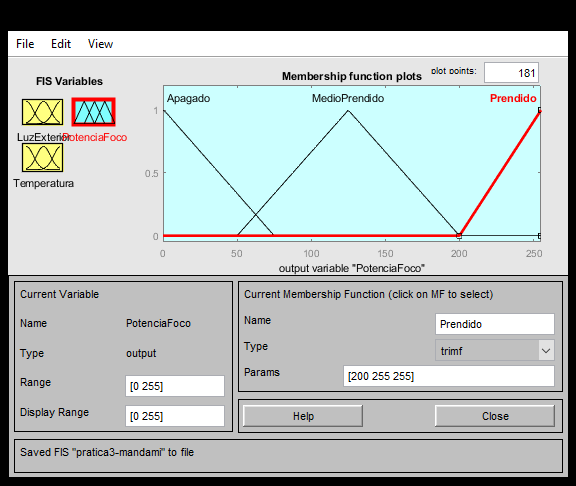 File Edit View
FIS Variables
LuzExterior
PotenciaFoco
Temperatura
Membership function plots
plot points:
181
Apagado
MedioPrendido
Prendido
1
0.5
0
0 50 100 150 200 250
output variable "PotenciaFoco"
Current Variable
Name PotenciaFoco
Type output
Range [0 255]
Display Range [0 255]
Current Membership Function (click on MF to select)
Name Prendido
Type trimf
Params [200 255 255]
Help Close
Saved FIS "pratica3-mandami" to file